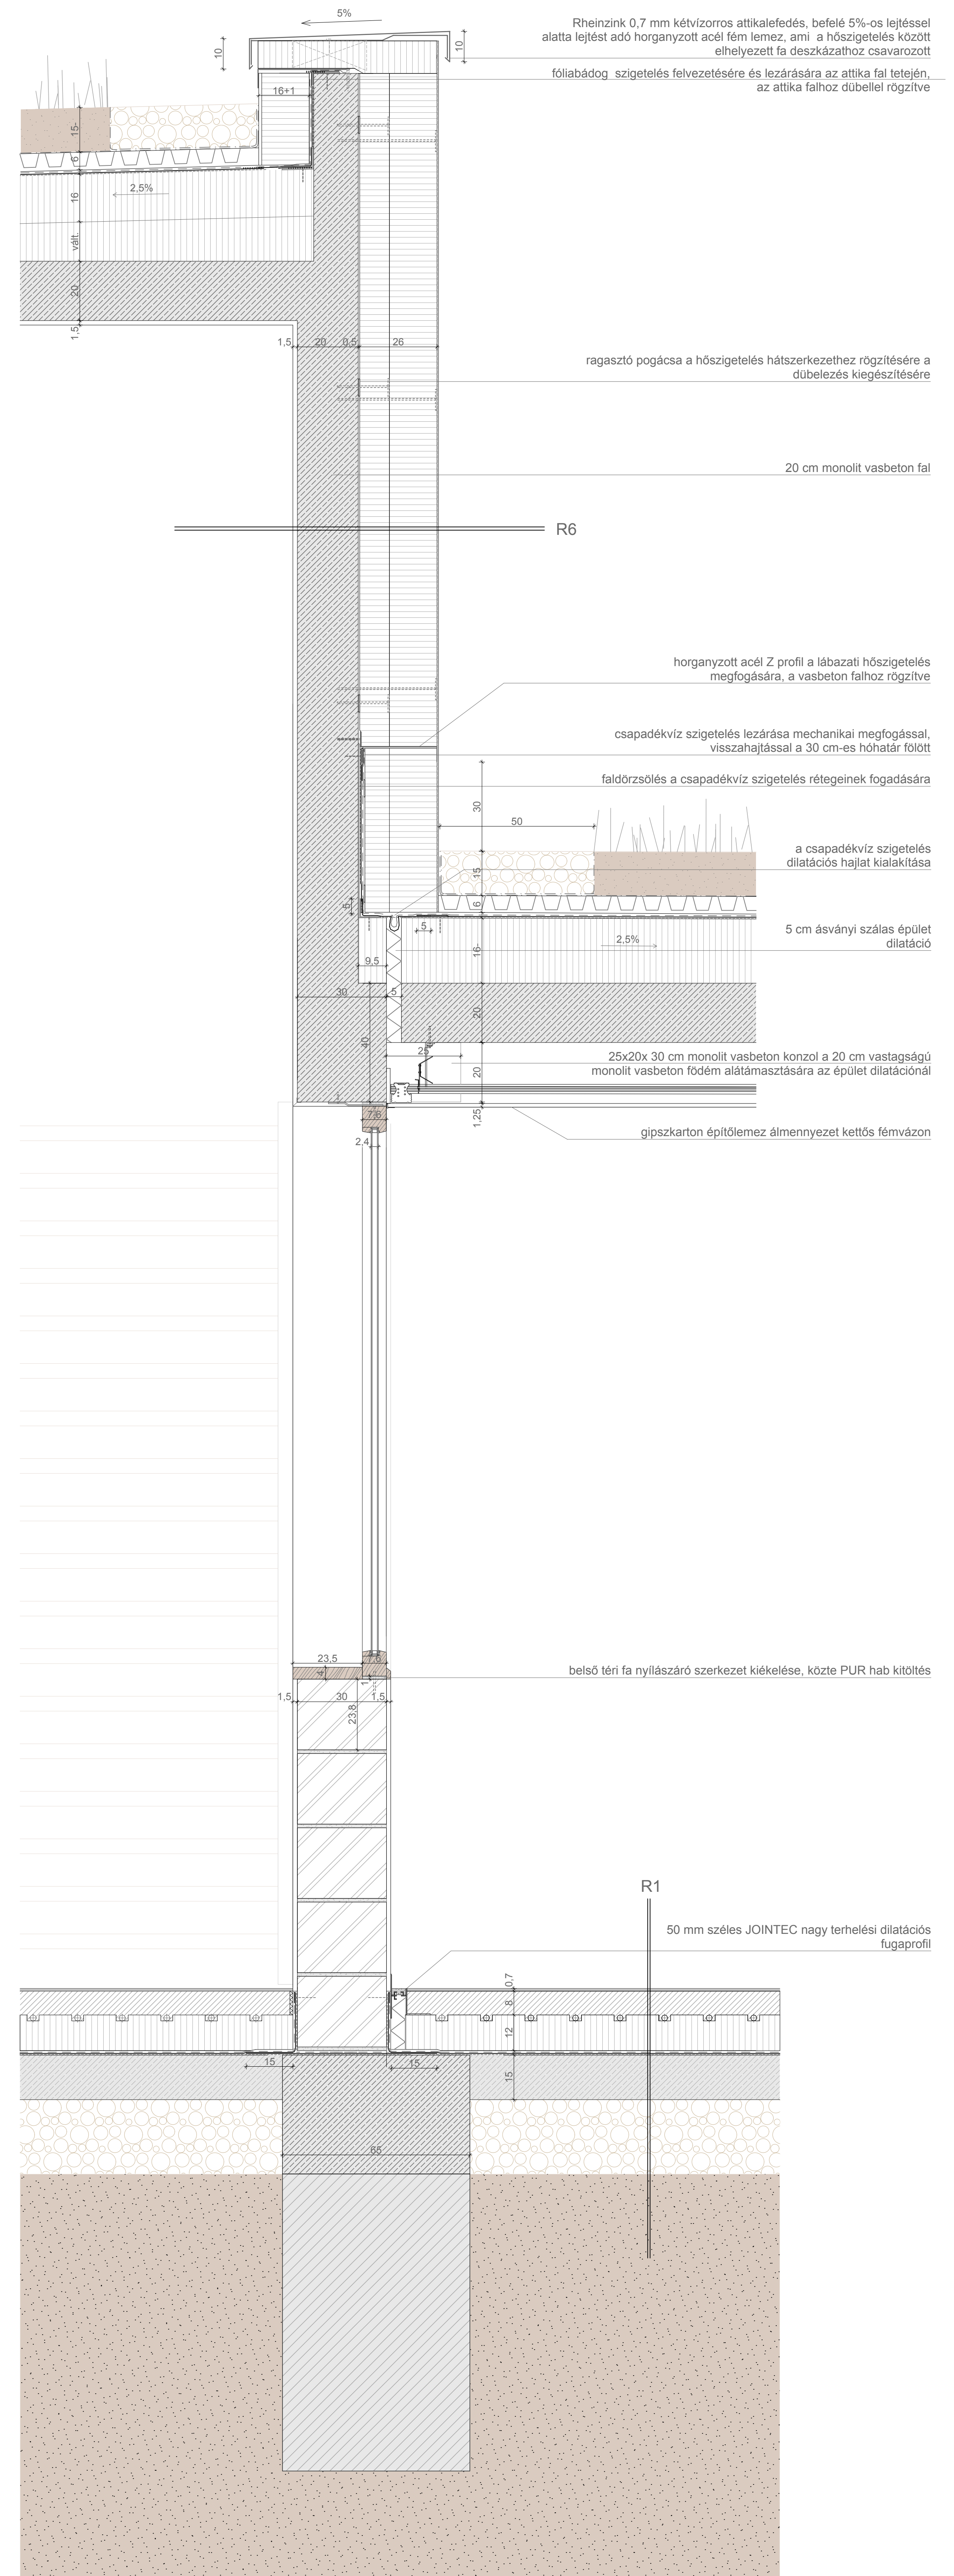 5%
Rheinzink 0,7 mm kétvízorros attikalefedés, befelé 5%-os lejtéssel
alatta lejtést adó horganyzott acél fém lemez, ami a hőszigetelés között
elhelyezett fa deszkázathoz csavarozott
10
10
fóliabádog szigetelés felvezetésére és lezárására az attika fal tetején,
az attika falhoz dübellel rögzítve
16+1
15-
6
16
2,5%
vált.
20
1,5
1,5
20
0,5
26
ragasztó pogácsa a hőszigetelés hátszerkezethez rögzítésére a
dübelezés kiegészítésére
20 cm monolit vasbeton fal
R6
horganyzott acél Z profil a lábazati hőszigetelés
megfogására, a vasbeton falhoz rögzítve
csapadékvíz szigetelés lezárása mechanikai megfogással,
visszahajtással a 30 cm-es hóhatár fölött
faldörzsölés a csapadékvíz szigetelés rétegeinek fogadására
30
50
a csapadékvíz szigetelés
dilatációs hajlat kialakítása
15
6
5
5
5 cm ásványi szálas épület
dilatáció
2,5%
16-
9,5
30
5
20
40
25
20
25x20x 30 cm monolit vasbeton konzol a 20 cm vastagságú
monolit vasbeton födém alátámasztására az épület dilatációnál
1,25
7,6
gipszkarton építőlemez álmennyezet kettős fémvázon
2,4
23,5
7,6
4
1
belső téri fa nyílászáró szerkezet kiékelése, közte PUR hab kitöltés
1,5
30
1,5
23,8
R1
50 mm széles JOINTEC nagy terhelési dilatációs
fugaprofil
0,7
8
12
15
15
15
65